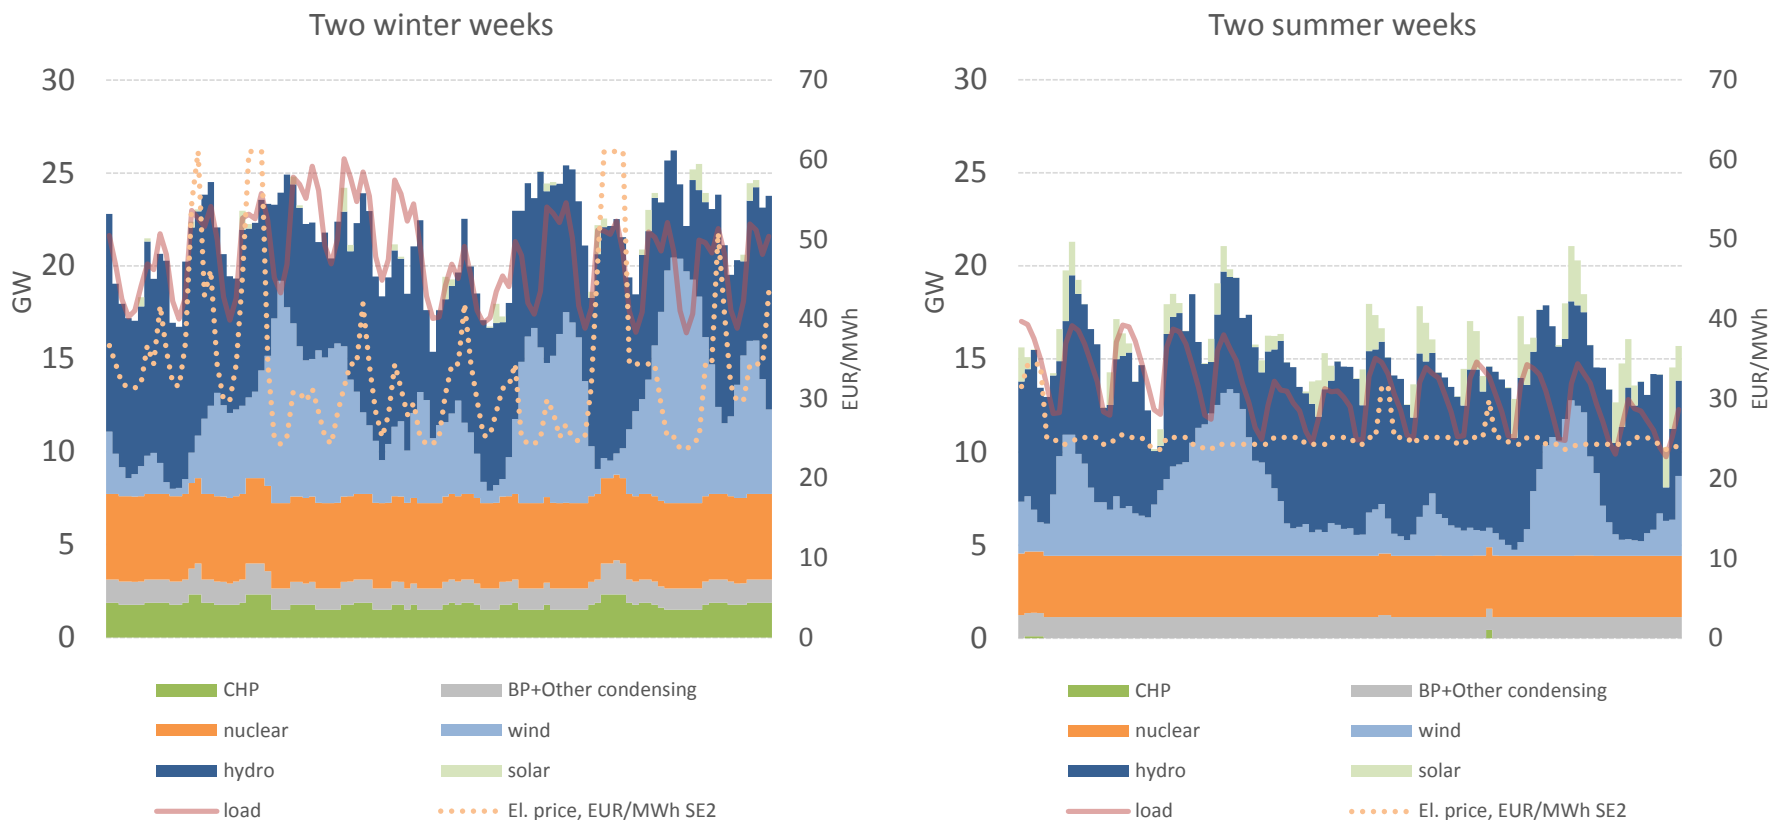 Two winter weeks
30
25
20
15
10
5
0
GW
70
60
50
40
30
20
10
0
EUR/MWh
CHP
BP+Other condensing
nuclear
wind
hydro
solar
load
El. price, EUR/MWh SE2
Two summer weeks
30
25
20
15
10
5
0
GW
70
60
50
40
30
20
10
0
EUR/MWh
CHP
BP+Other condensing
nuclear
wind
hydro
solar
load
El. price, EUR/MWh SE2